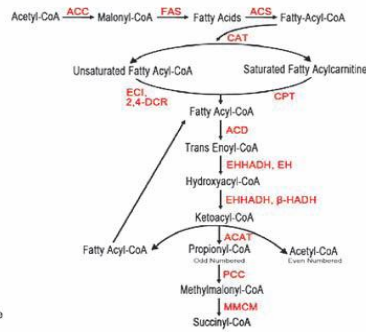 Acetyl-CoA ACC Malonyl-CoA FAS Fatty Acids ACS Fatty-Acyl-CoA
CAT
Unsaturated Fatty Acyl-CoA Saturated Fatty Acylcarnitine
ECI,
2,4-DCR
CPT
Fatty Acyl-CoA
ACD
Trans Enoyl-CoA
EHHADH, EH
Hydroxyacyl-CoA
EHHADH, β-HADH
Ketoacyl-CoA
ACAT
Fatty Acyl-CoA Propionyl-CoA Acetyl-CoA
Odd Numbered Even Numbered
PCC
Methylmalonyl-CoA
MMCM
e Succinyl-CoA